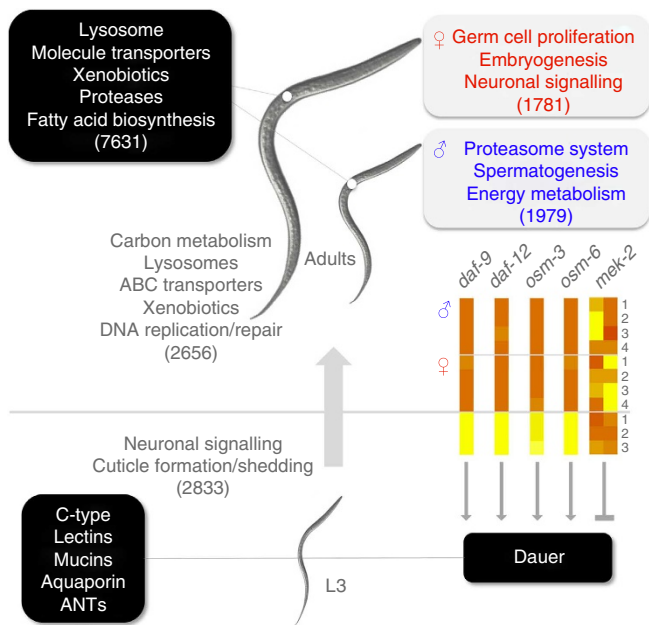 Lysosome
Molecule transporters
Xenobiotics
Proteases
Fatty acid biosynthesis
(7631)
♀ Germ cell proliferation
Embryogenesis
Neuronal signalling
(1781)
♂ Proteasome system
Spermatogenesis
Energy metabolism
(1979)
Carbon metabolism
Lysosomes
ABC transporters
Xenobiotics
DNA replication/repair
(2656)
Adults
daf-9
daf-12
osm-3
osm-6
mek-2
♂
1
2
3
4
♀
1
2
3
4
1
2
3
Neuronal signalling
Cuticle formation/shedding
(2833)
C-type
Lectins
Mucins
Aquaporin
ANTs
L3
Dauer